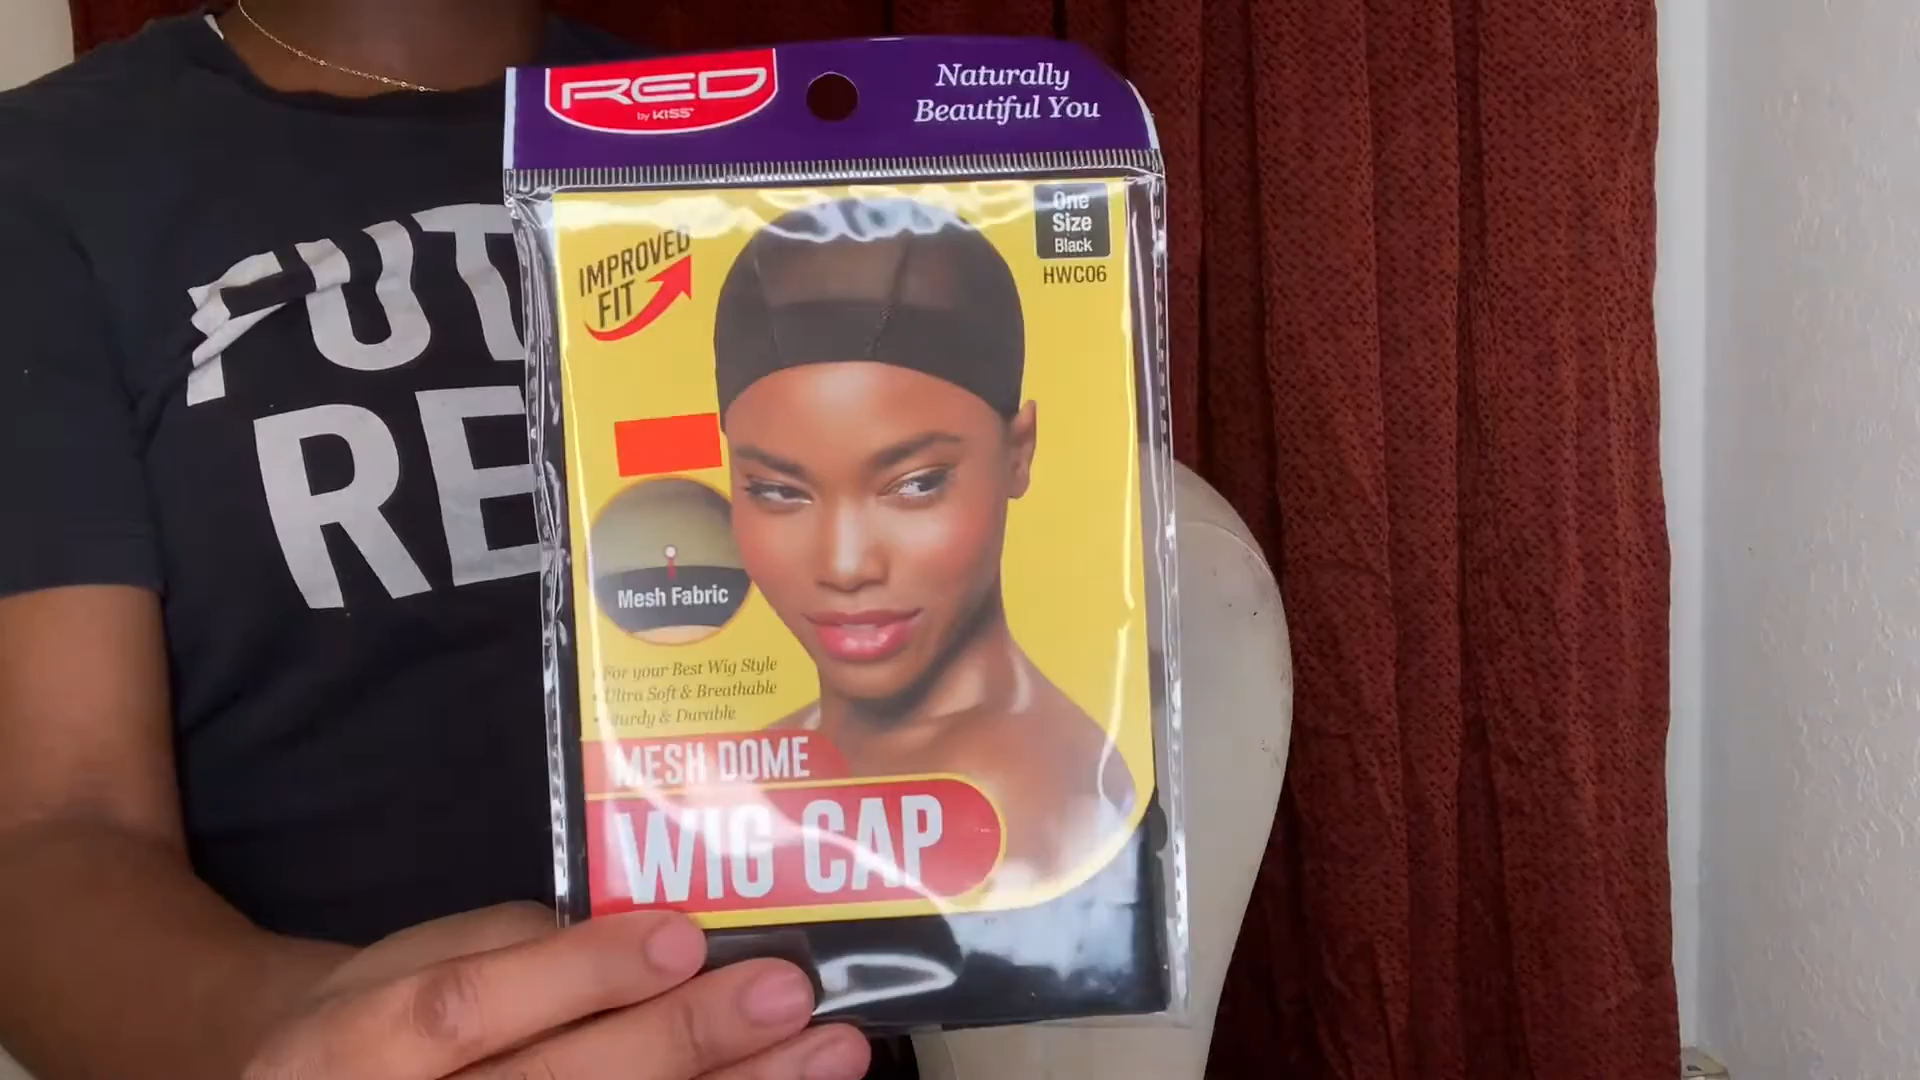 RED
by KISS
Naturally
Beautiful You
One
Size
Black
HWC06
IMPROVED
FIT
Mesh Fabric
For your Best Wig Style
Ultra Soft & Breathable
Sturdy & Durable
MESH DOME
WIG CAP
FUT
RE